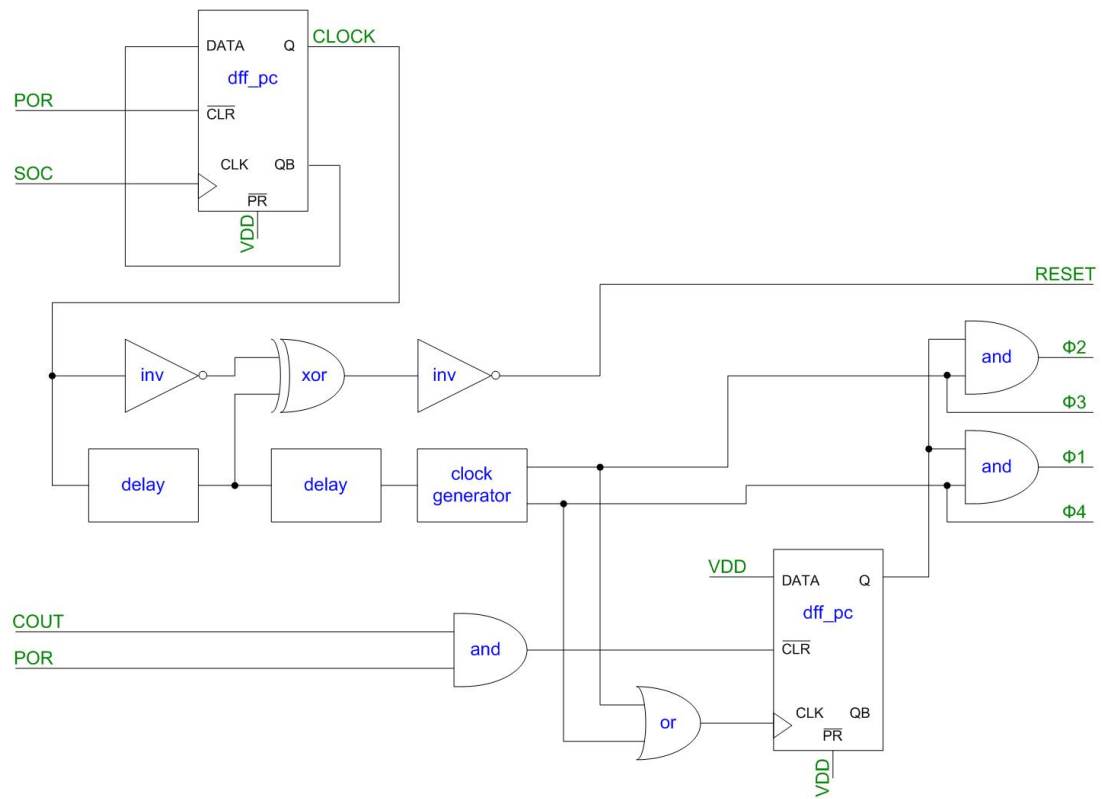 DATA Q CLOCK
dff_pc
POR
CLR
CLK QB
SOC
PR
VDD
RESET
inv xor inv
and Φ2
Φ3
delay delay clock
generator
and Φ1
Φ4
VDD
DATA Q
dff_pc
COUT
POR
and
CLR
or
CLK QB
PR
VDD